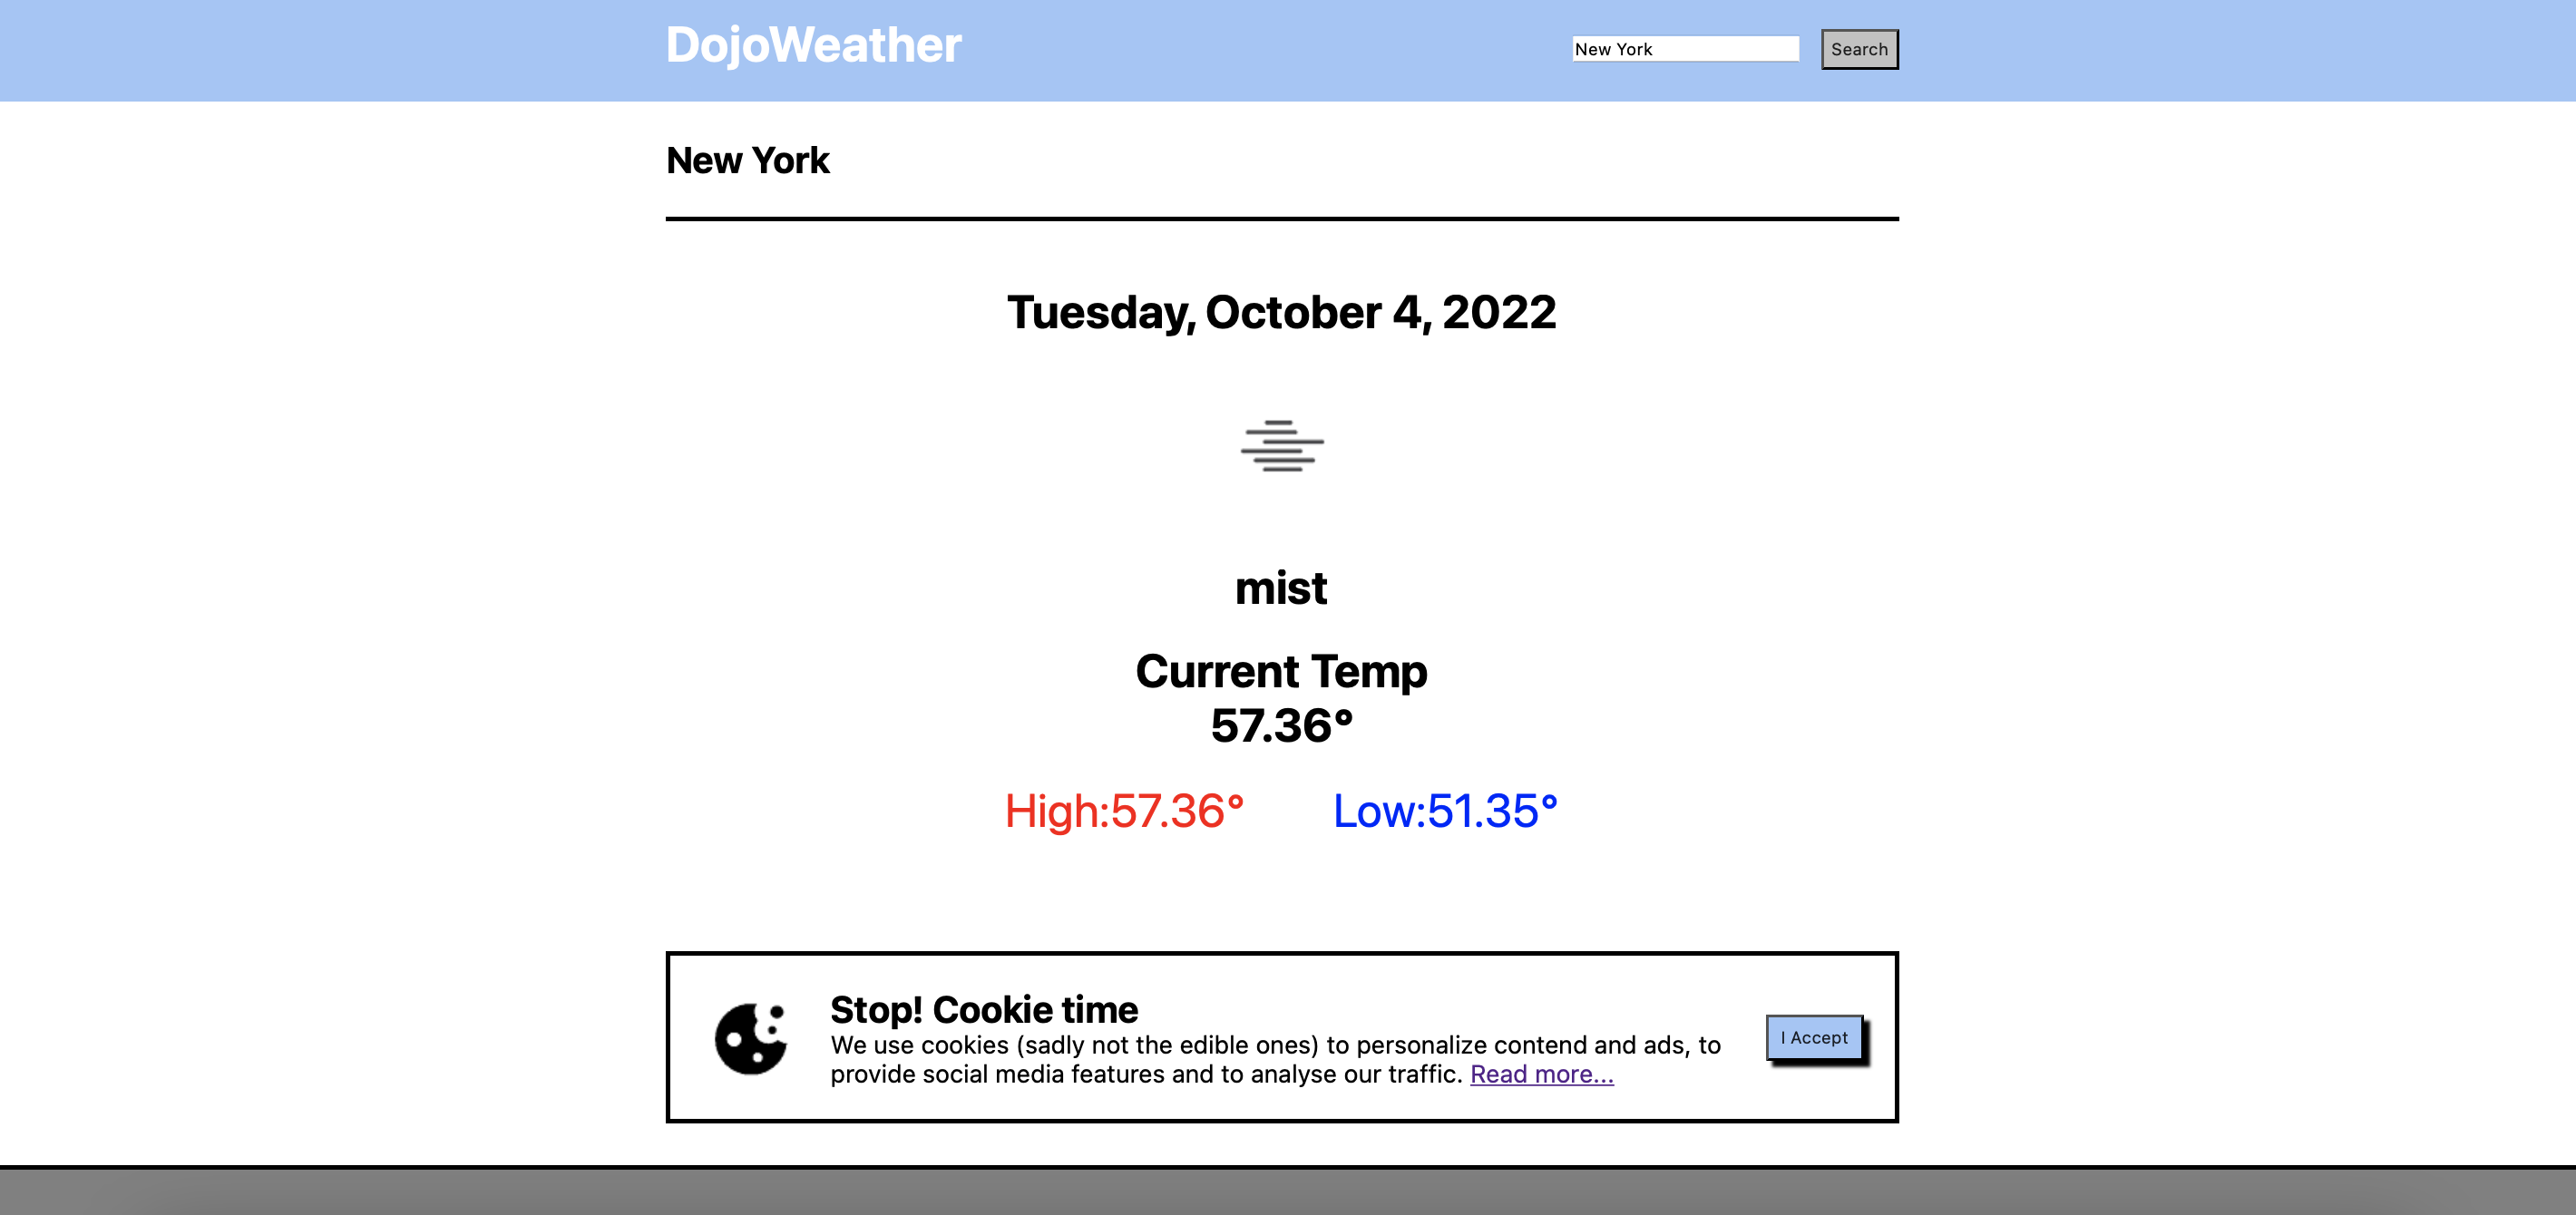 DojoWeather
New York
Search
New York
Tuesday, October 4, 2022
mist
Current Temp
57.36°
High:57.36°
Low:51.35°
Stop! Cookie time
We use cookies (sadly not the edible ones) to personalize contend and ads, to
provide social media features and to analyse our traffic. Read more...
I Accept